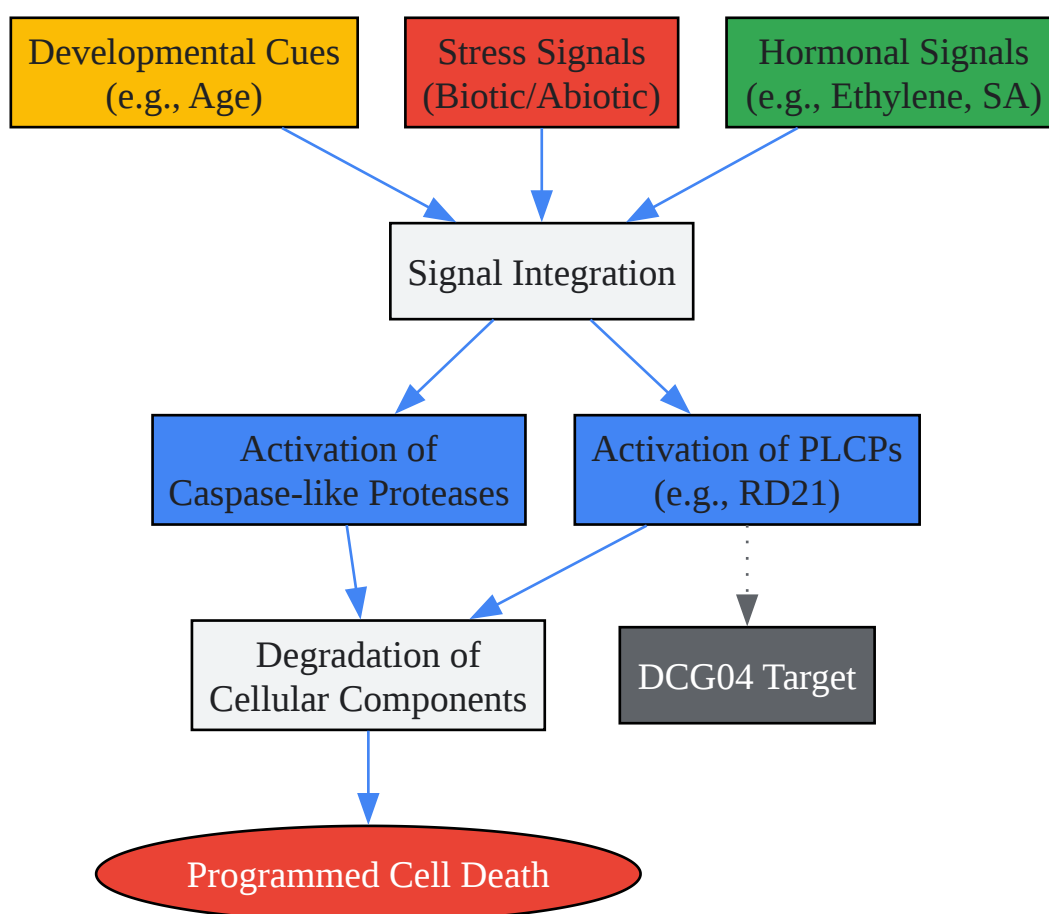 Developmental Cues
(e.g., Age)
Stress Signals
(Biotic/Abiotic)
Hormonal Signals
(e.g., Ethylene, SA)
Signal Integration
Activation of
Caspase-like Proteases
Activation of PLCPs
(e.g., RD21)
Degradation of
Cellular Components
DCG04 Target
Programmed Cell Death